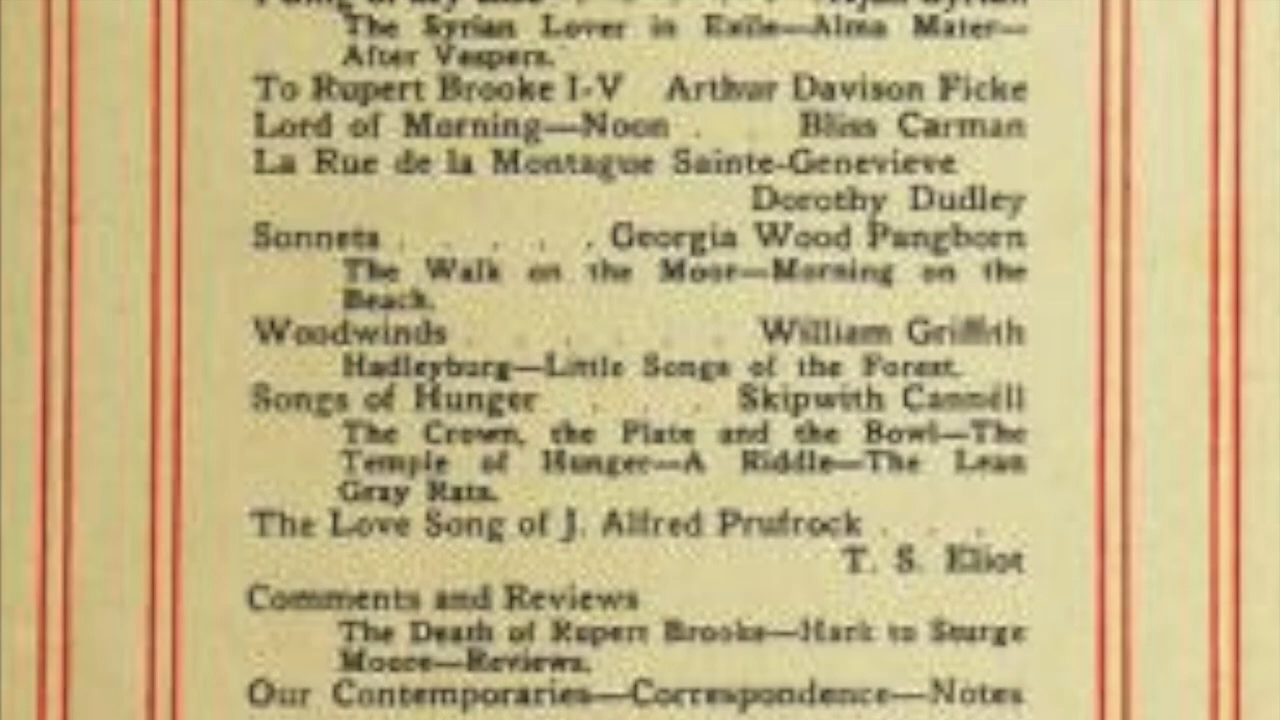 The Syrian Lover in Exile—Alma Mater—
After Vespers.
To Rupert Brooke I-V Arthur Davison Ficke
Lord of Morning—Noon . . Bliss Carman
La Rue de la Montague Sainte-Genevieve
Dorothy Dudley
Sonnets . . . . . Georgia Wood Pangborn
The Walk on the Moor—Morning on the
Beach.
Woodwinds . . . . . . William Griffith
Hadleyburg—Little Songs of the Forest.
Songs of Hunger . . . Skipwith Cannéll
The Crown, the Plate and the Bowl—The
Temple of Hunger—A Riddle—The Lean
Gray Rats.
The Love Song of J. Alfred Prufrock . . .
T. S. Eliot
Comments and Reviews
The Death of Rupert Brooke—Hark to Sturge
Moore—Reviews.
Our Contemporaries—Correspondence—Notes